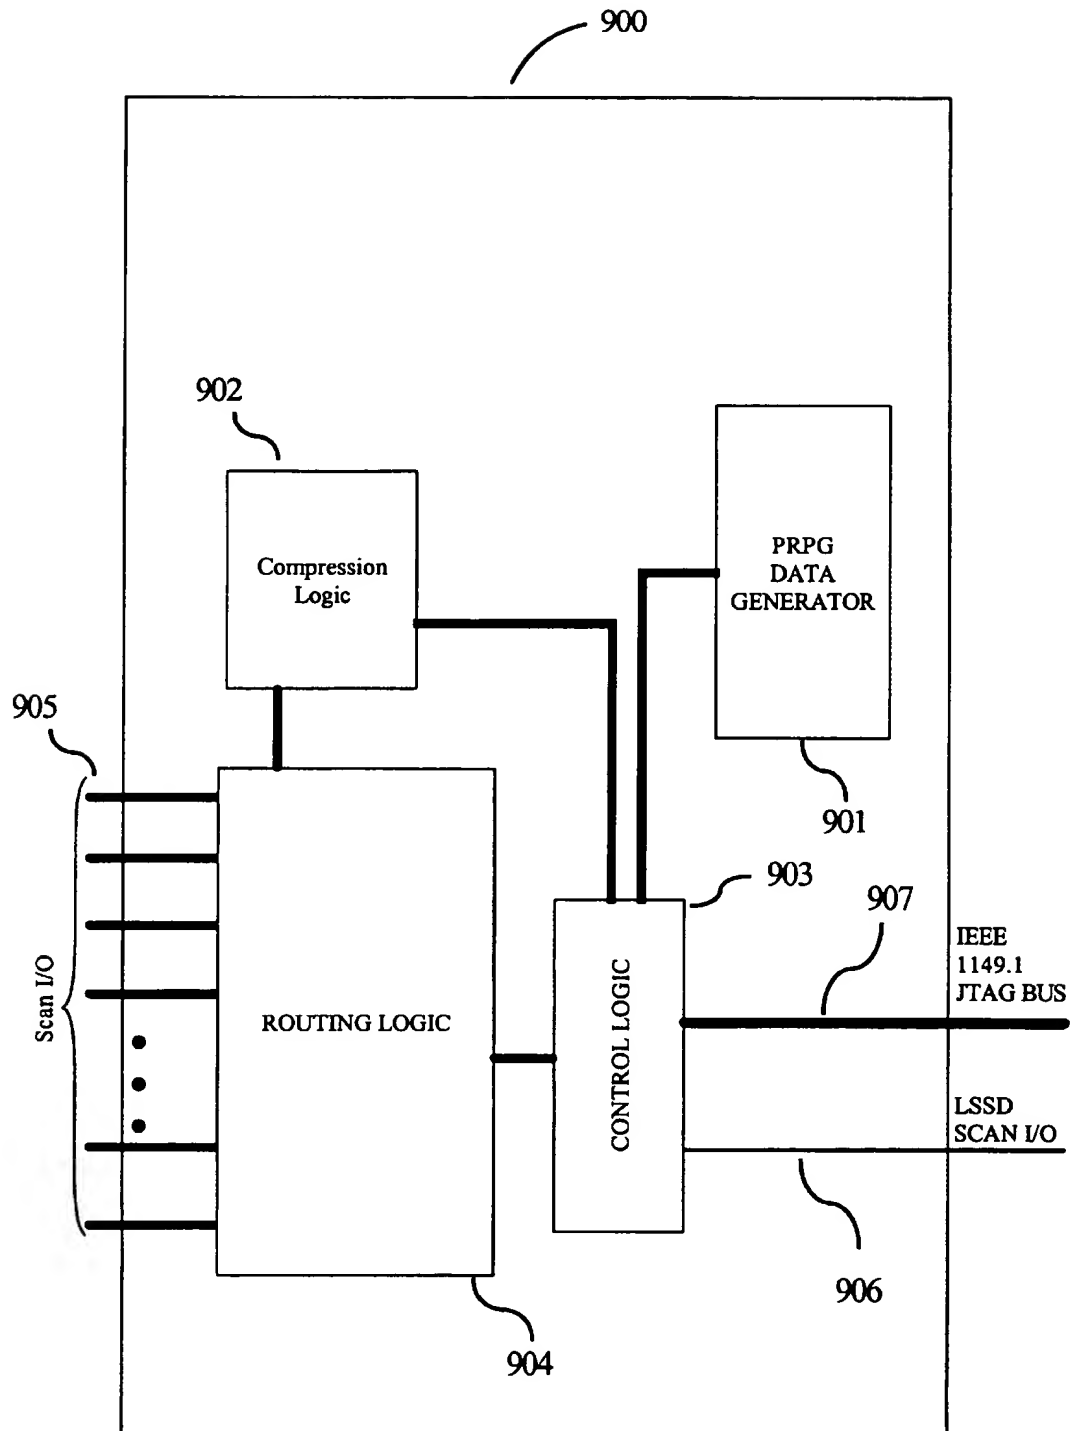 900
902
Compression
Logic
PRPG
DATA
GENERATOR
905
901
903
907
Scan I/O
ROUTING LOGIC
CONTROL LOGIC
IEEE
1149.1
JTAG BUS
LSSD
SCAN I/O
906
904